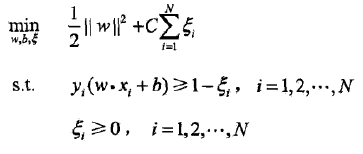 min_{w,b,ξ} 1/2 ||w||² + C∑_{i=1}^{N} ξ_i
s.t. y_i(w·x_i + b) ⩾ 1 − ξ_i, i = 1, 2, ⋯, N
ξ_i ⩾ 0, i = 1, 2, ⋯, N